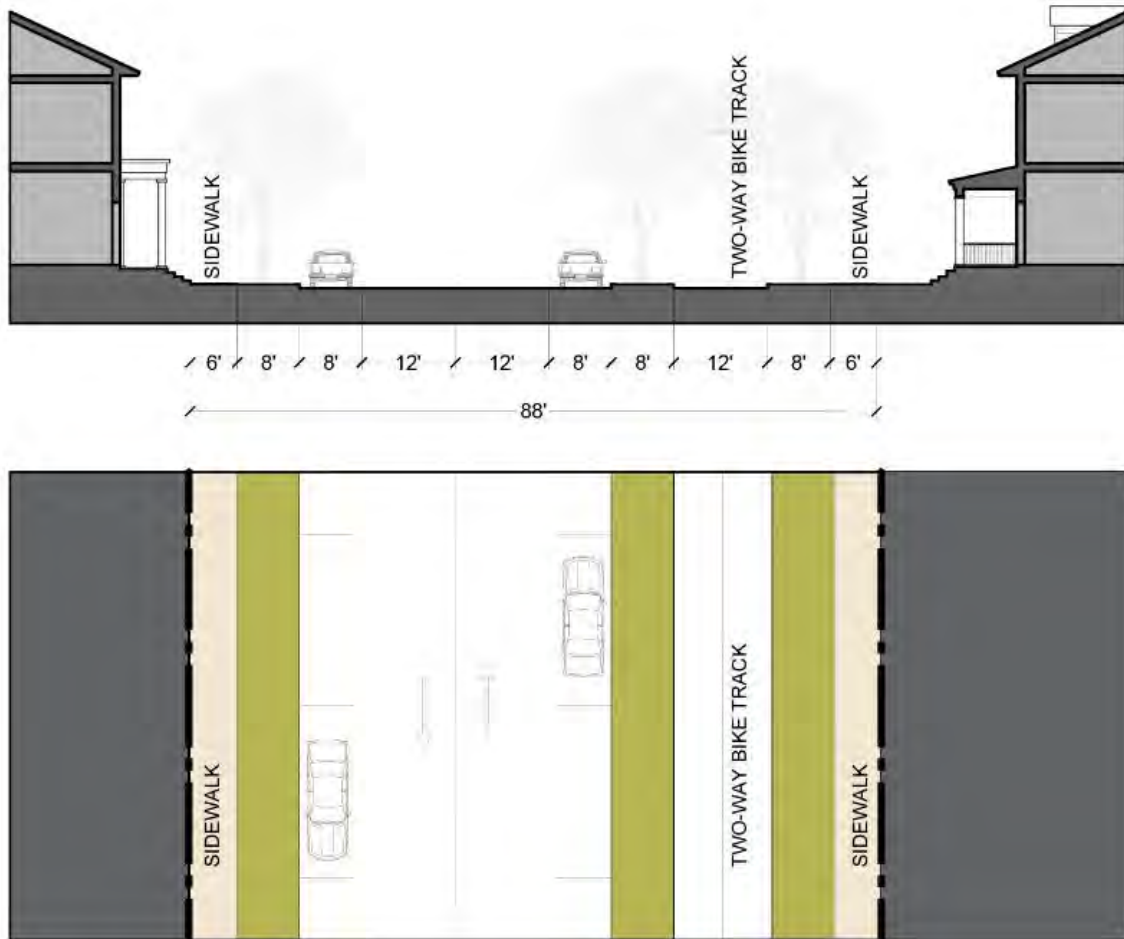 SIDEWALK
TWO-WAY BIKE TRACK
SIDEWALK
6' 8' 8' 12' 12' 8' 8' 12' 8' 6'
88'
SIDEWALK
TWO-WAY BIKE TRACK
SIDEWALK